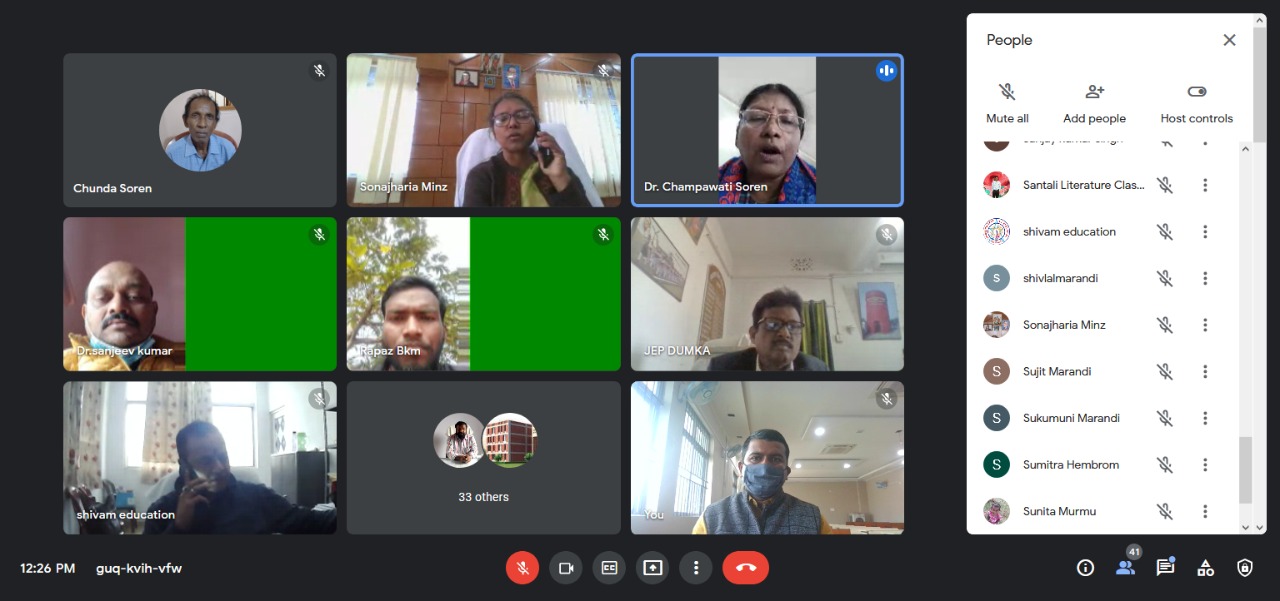 Chunda Soren
Sonajharia Minz
Dr. Champawati Soren
Dr.sanjeev kumar
Rapaz Bkm
JEP DUMKA
shivam education
33 others
You
People
Mute all
Add people
Host controls
Santali Literature Clas...
shivam education
S
shivlalmarandi
Sonajharia Minz
S
Sujit Marandi
S
Sukumuni Marandi
S
Sumitra Hembrom
Sunita Murmu
12:26 PM
guq-kvih-vfw
41